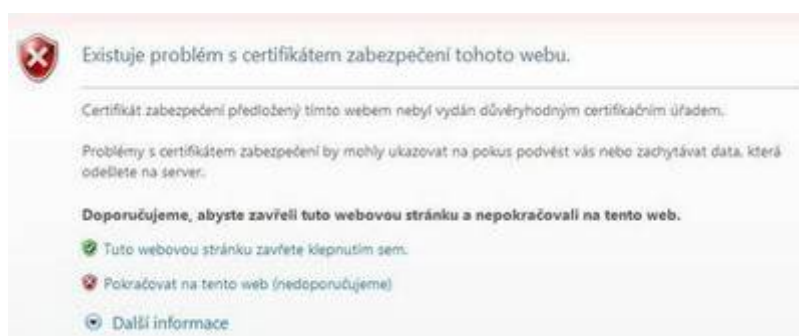 Existuje problém s certifikátem zabezpečení tohoto webu.
Certifikát zabezpečení předložený tímto webem nebyl vydán důvěryhodným certifikačním úřadem.
Problémy s certifikátem zabezpečení by mohly ukazovat na pokus podvést vás nebo zachytávat data, která
odešlete na server.
Doporučujeme, abyste zavřeli tuto webovou stránku a nepokračovali na tento web.
Tuto webovou stránku zavřete klepnutím sem.
Pokračovat na tento web (nedoporučujeme)
Další informace